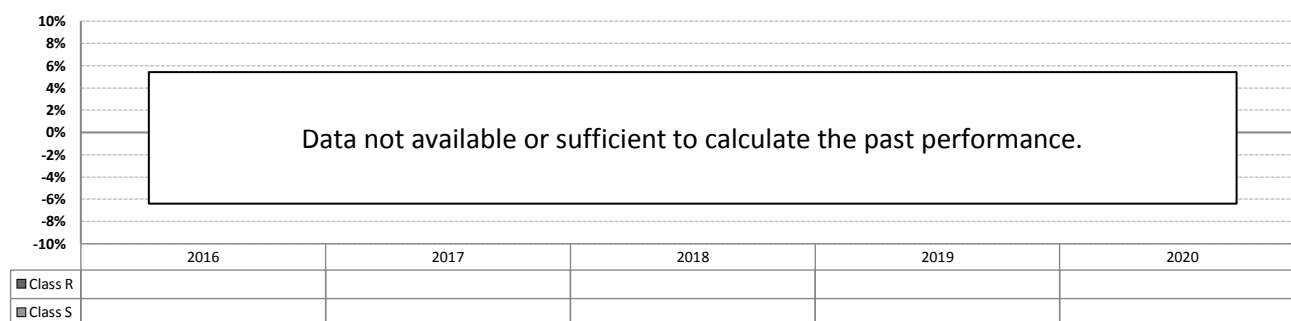 10%
8%
6%
4%
2%
0%
-2%
-4%
-6%
-8%
-10%
Data not available or sufficient to calculate the past performance.
2016 2017 2018 2019 2020
Class R
Class S